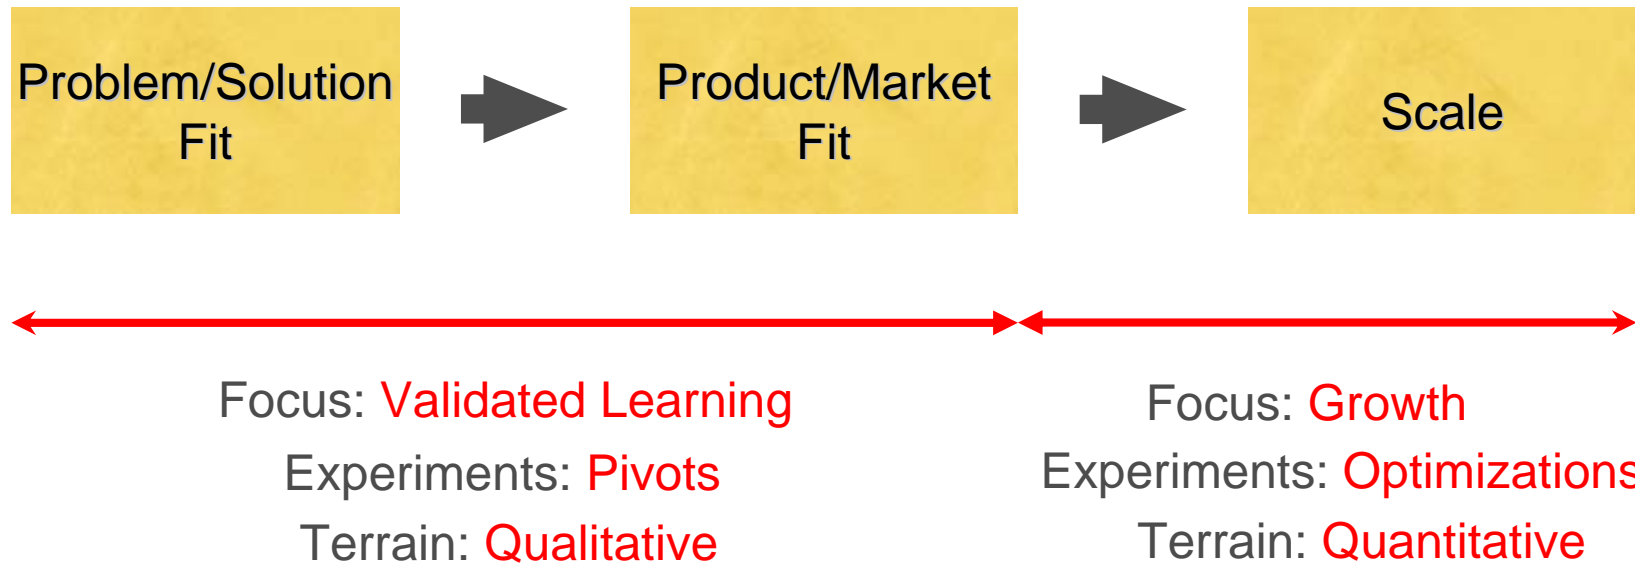 Problem/Solution
Fit
Product/Market
Fit
Scale
Focus: Validated Learning
Experiments: Pivots
Terrain: Qualitative
Focus: Growth
Experiments: Optimizations
Terrain: Quantitative